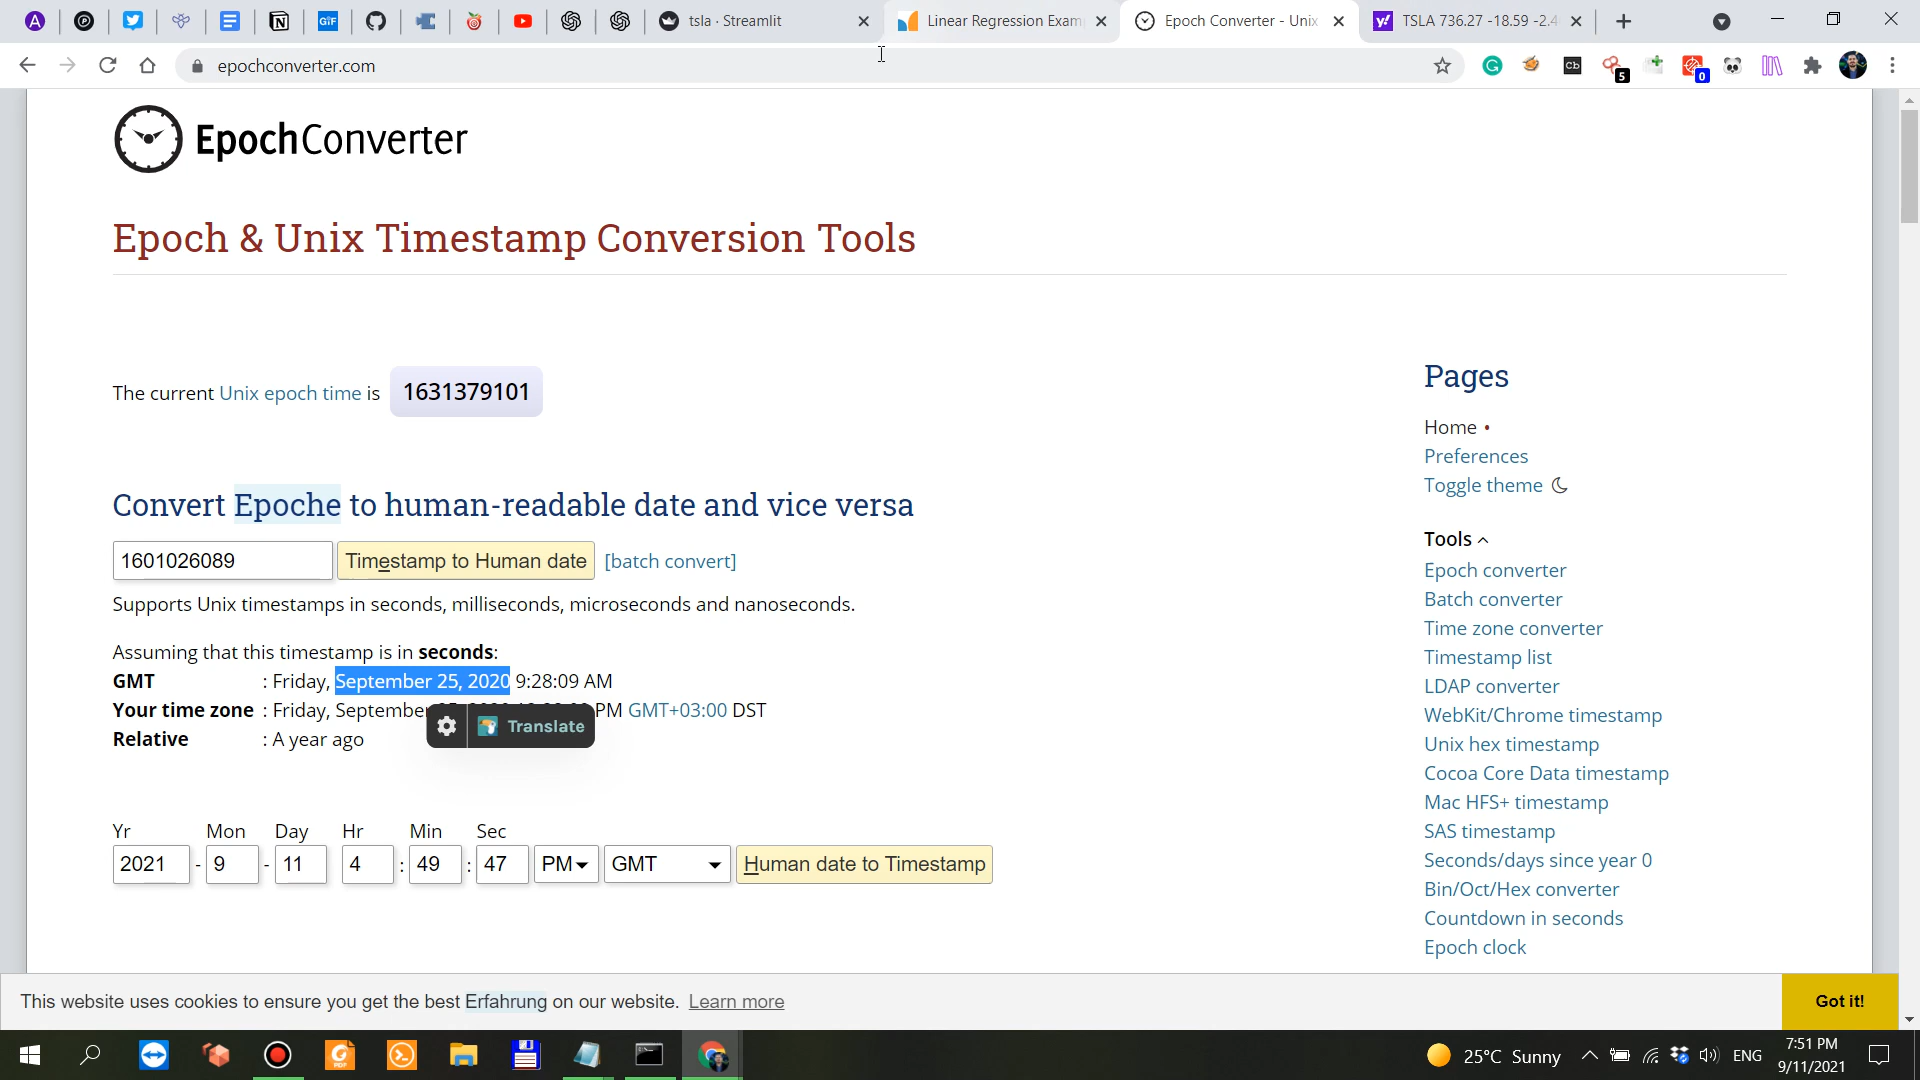 tsla · Streamlit
Linear Regression Exam
Epoch Converter - Unix
TSLA 736.27 -18.59 -2.4
epochconverter.com
EpochConverter
Epoch & Unix Timestamp Conversion Tools
The current Unix epoch time is 1631379101
Convert Epoche to human-readable date and vice versa
1601026089 Timestamp to Human date [batch convert]
Supports Unix timestamps in seconds, milliseconds, microseconds and nanoseconds.
Assuming that this timestamp is in seconds:
GMT : Friday, September 25, 2020 9:28:09 AM
Your time zone : Friday, September PM GMT+03:00 DST
Translate
Relative : A year ago
Yr Mon Day Hr Min Sec
2021 - 9 - 11 4 : 49 : 47 PM GMT Human date to Timestamp
Pages
Home •
Preferences
Toggle theme
Tools
Epoch converter
Batch converter
Time zone converter
Timestamp list
LDAP converter
WebKit/Chrome timestamp
Unix hex timestamp
Cocoa Core Data timestamp
Mac HFS+ timestamp
SAS timestamp
Seconds/days since year 0
Bin/Oct/Hex converter
Countdown in seconds
Epoch clock
This website uses cookies to ensure you get the best Erfahrung on our website. Learn more
Got it!
25°C Sunny
ENG
7:51 PM
9/11/2021